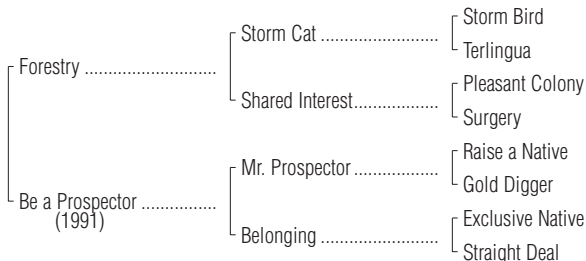 Storm Bird
Storm Cat ......................
Terlingua
Forestry ........................
Pleasant Colony
Shared Interest................
Surgery
Raise a Native
Mr. Prospector ................
Gold Digger
Be a Prospector ..............
(1991)
Exclusive Native
Belonging ......................
Straight Deal